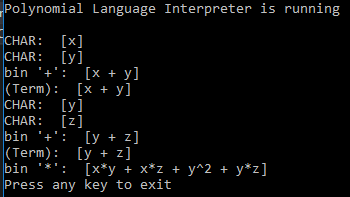 Polynomial Language Interpreter is running
CHAR:  [x]
CHAR:  [y]
bin '+':  [x + y]
(Term):  [x + y]
CHAR:  [y]
CHAR:  [z]
bin '+':  [y + z]
(Term):  [y + z]
bin '*':  [x*y + x*z + y^2 + y*z]
Press any key to exit